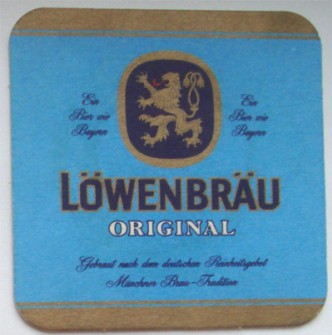 Ein
Bier wie
Bayern
Ein
Bier wie
Bayern
LÖWENBRÄU
ORIGINAL
Gebraut nach dem deutschen Reinheitsgebot
Münchner Brau-Tradition